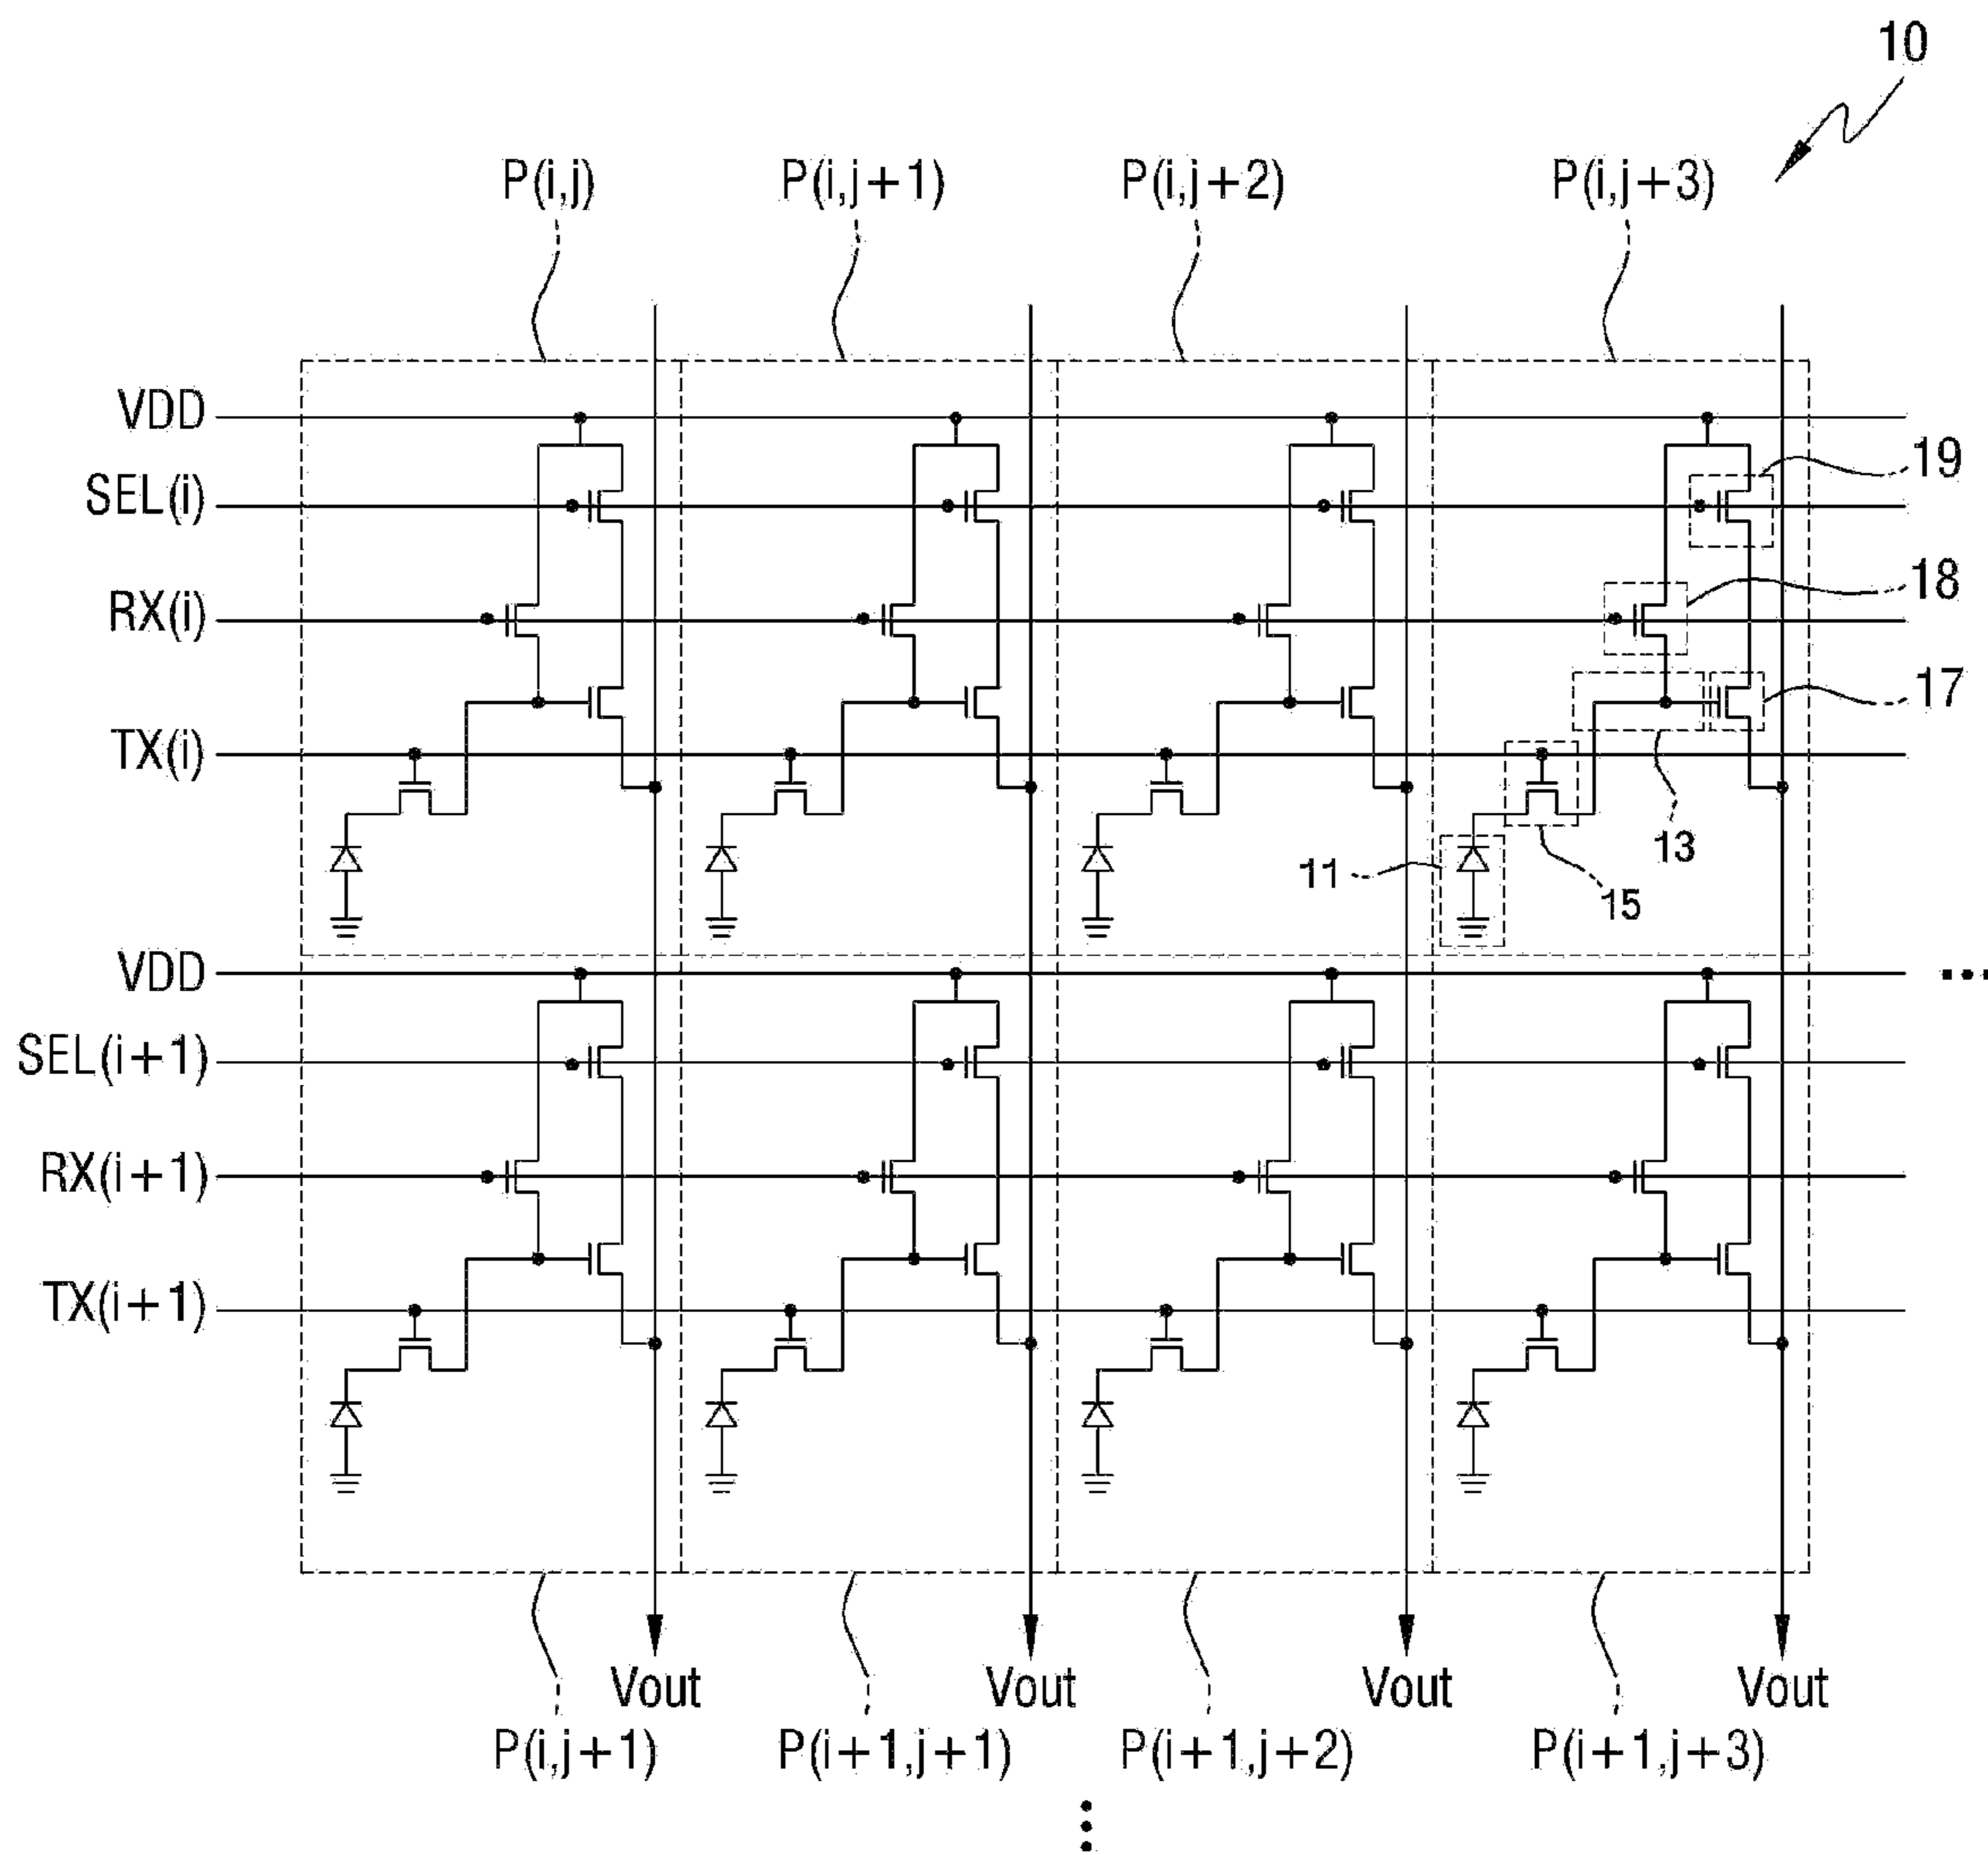 10
P(i,j) P(i,j+1) P(i,j+2) P(i,j+3)
VDD
19
SEL(i)
18
RX(i)
17
TX(i)
13
11
15
VDD
...
SEL(i+1)
RX(i+1)
TX(i+1)
Vout Vout Vout Vout
P(i,j+1) P(i+1,j+1) P(i+1,j+2) P(i+1,j+3)
⋮